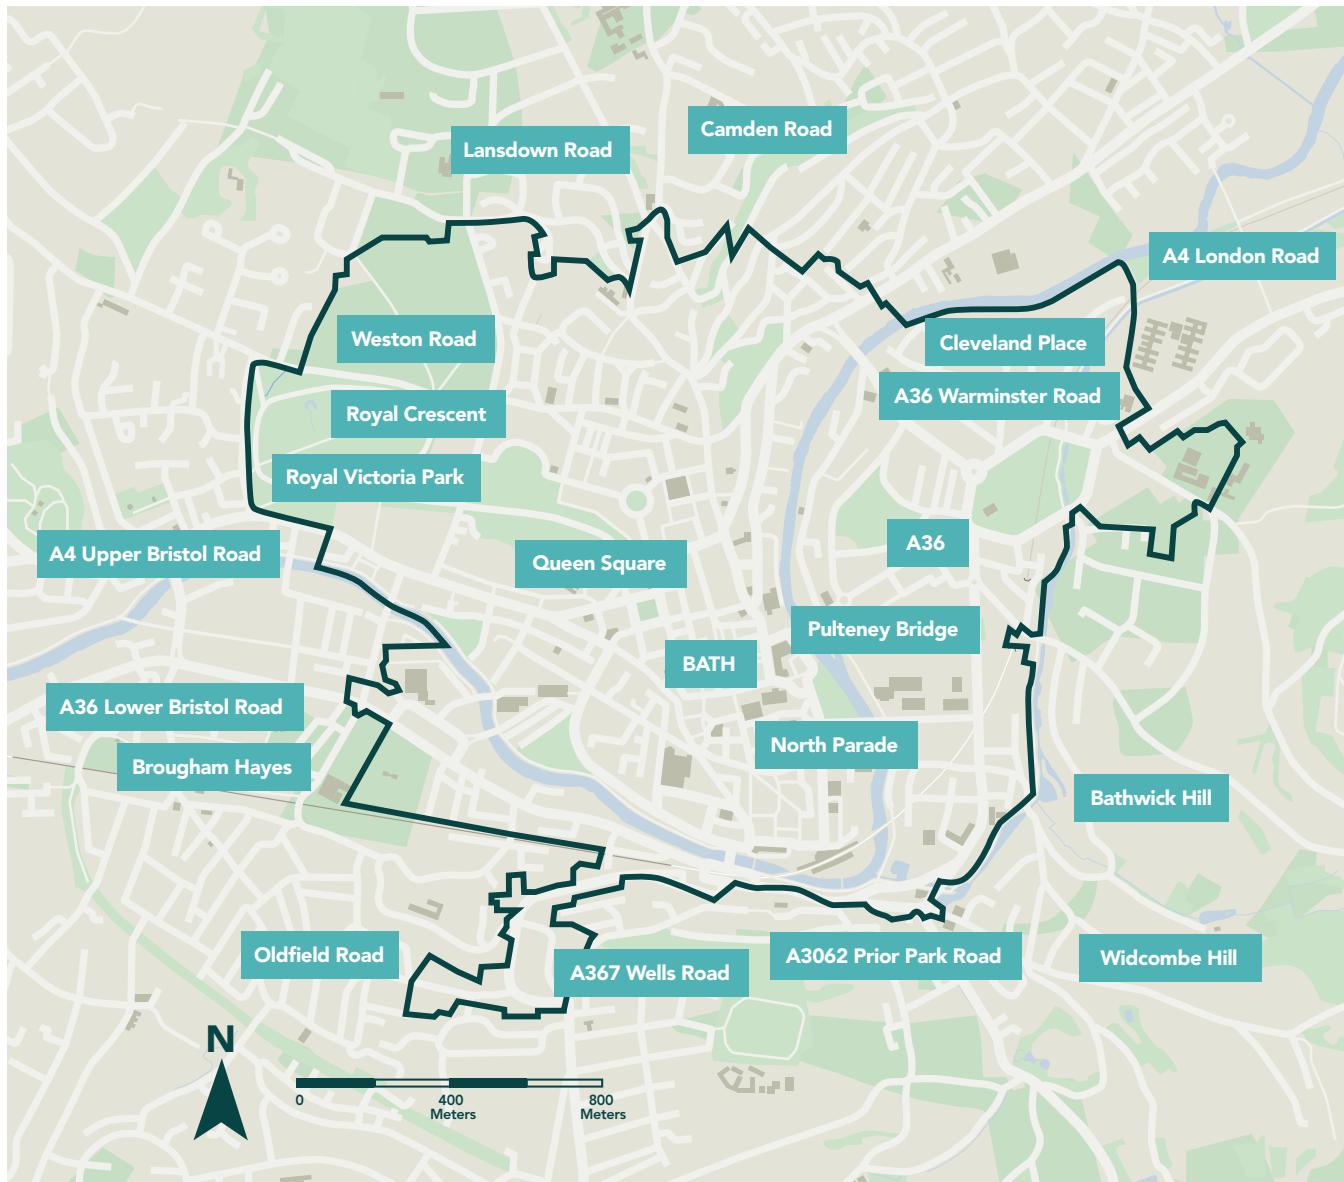 Camden Road
Lansdown Road
A4 London Road
Weston Road
Cleveland Place
A36 Warminster Road
Royal Crescent
Royal Victoria Park
A4 Upper Bristol Road
Queen Square
A36
Pulteney Bridge
BATH
A36 Lower Bristol Road
North Parade
Brougham Hayes
Bathwick Hill
Oldfield Road
A367 Wells Road
A3062 Prior Park Road
Widcombe Hill
N
0
400
Meters
800
Meters